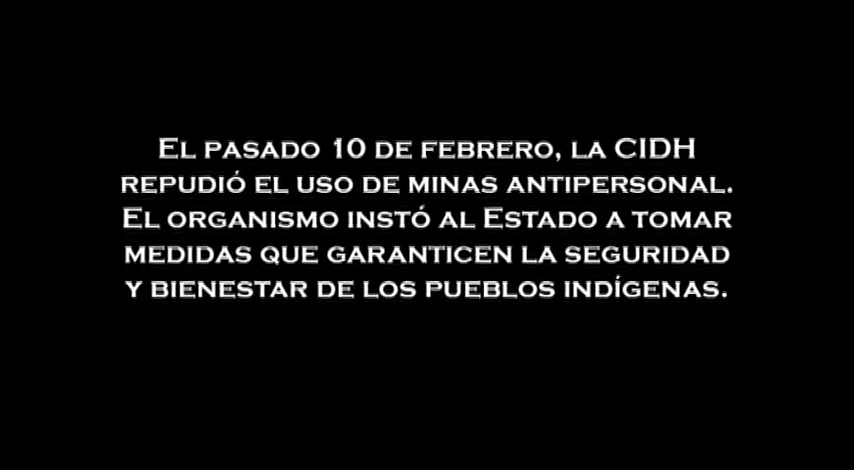 El pasado 10 de febrero, la CIDH
repudió el uso de minas antipersonal.
El organismo instó al Estado a tomar
medidas que garanticen la seguridad
y bienestar de los pueblos indígenas.